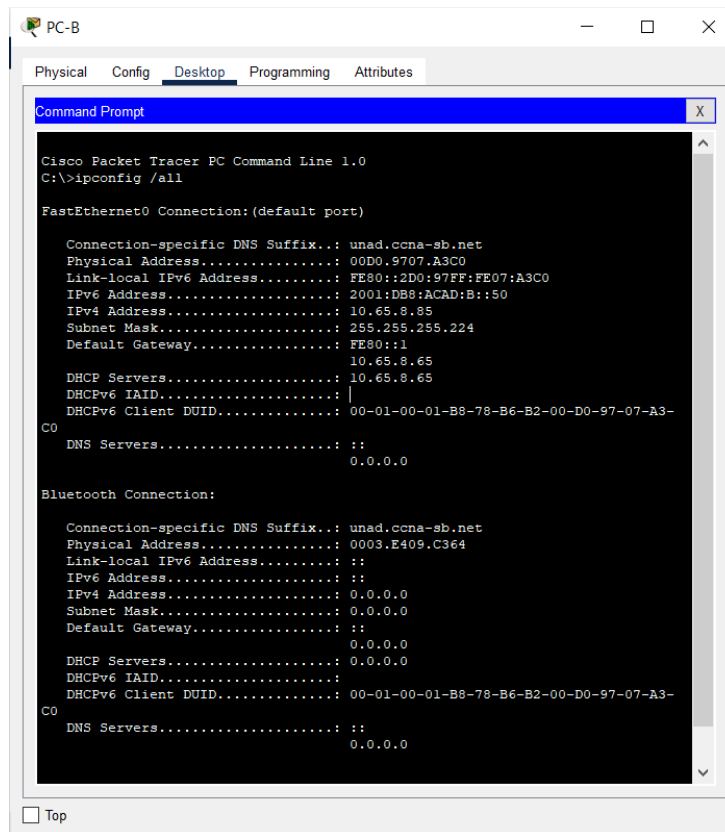 PC-B
Physical Config Desktop Programming Attributes
Command Prompt X
Cisco Packet Tracer PC Command Line 1.0
C:\>ipconfig /all
FastEthernet0 Connection:(default port)
Connection-specific DNS Suffix..: unad.ccna-sb.net
Physical Address................: 00D0.9707.A3C0
Link-local IPv6 Address.........: FE80::2D0:97FF:FE07:A3C0
IPv6 Address....................: 2001:DB8:ACAD:B::50
IPv4 Address....................: 10.65.8.85
Subnet Mask.....................: 255.255.255.224
Default Gateway.................: FE80::1
10.65.8.65
DHCP Servers....................: 10.65.8.65
DHCPv6 IAID.....................:
DHCPv6 Client DUID..............: 00-01-00-01-B8-78-B6-B2-00-D0-97-07-A3-
C0
DNS Servers.....................: ::
0.0.0.0
Bluetooth Connection:
Connection-specific DNS Suffix..: unad.ccna-sb.net
Physical Address................: 0003.E409.C364
Link-local IPv6 Address.........: ::
IPv6 Address....................: ::
IPv4 Address....................: 0.0.0.0
Subnet Mask.....................: 0.0.0.0
Default Gateway.................: ::
0.0.0.0
DHCP Servers....................: 0.0.0.0
DHCPv6 IAID.....................:
DHCPv6 Client DUID..............: 00-01-00-01-B8-78-B6-B2-00-D0-97-07-A3-
C0
DNS Servers.....................: ::
0.0.0.0
Top